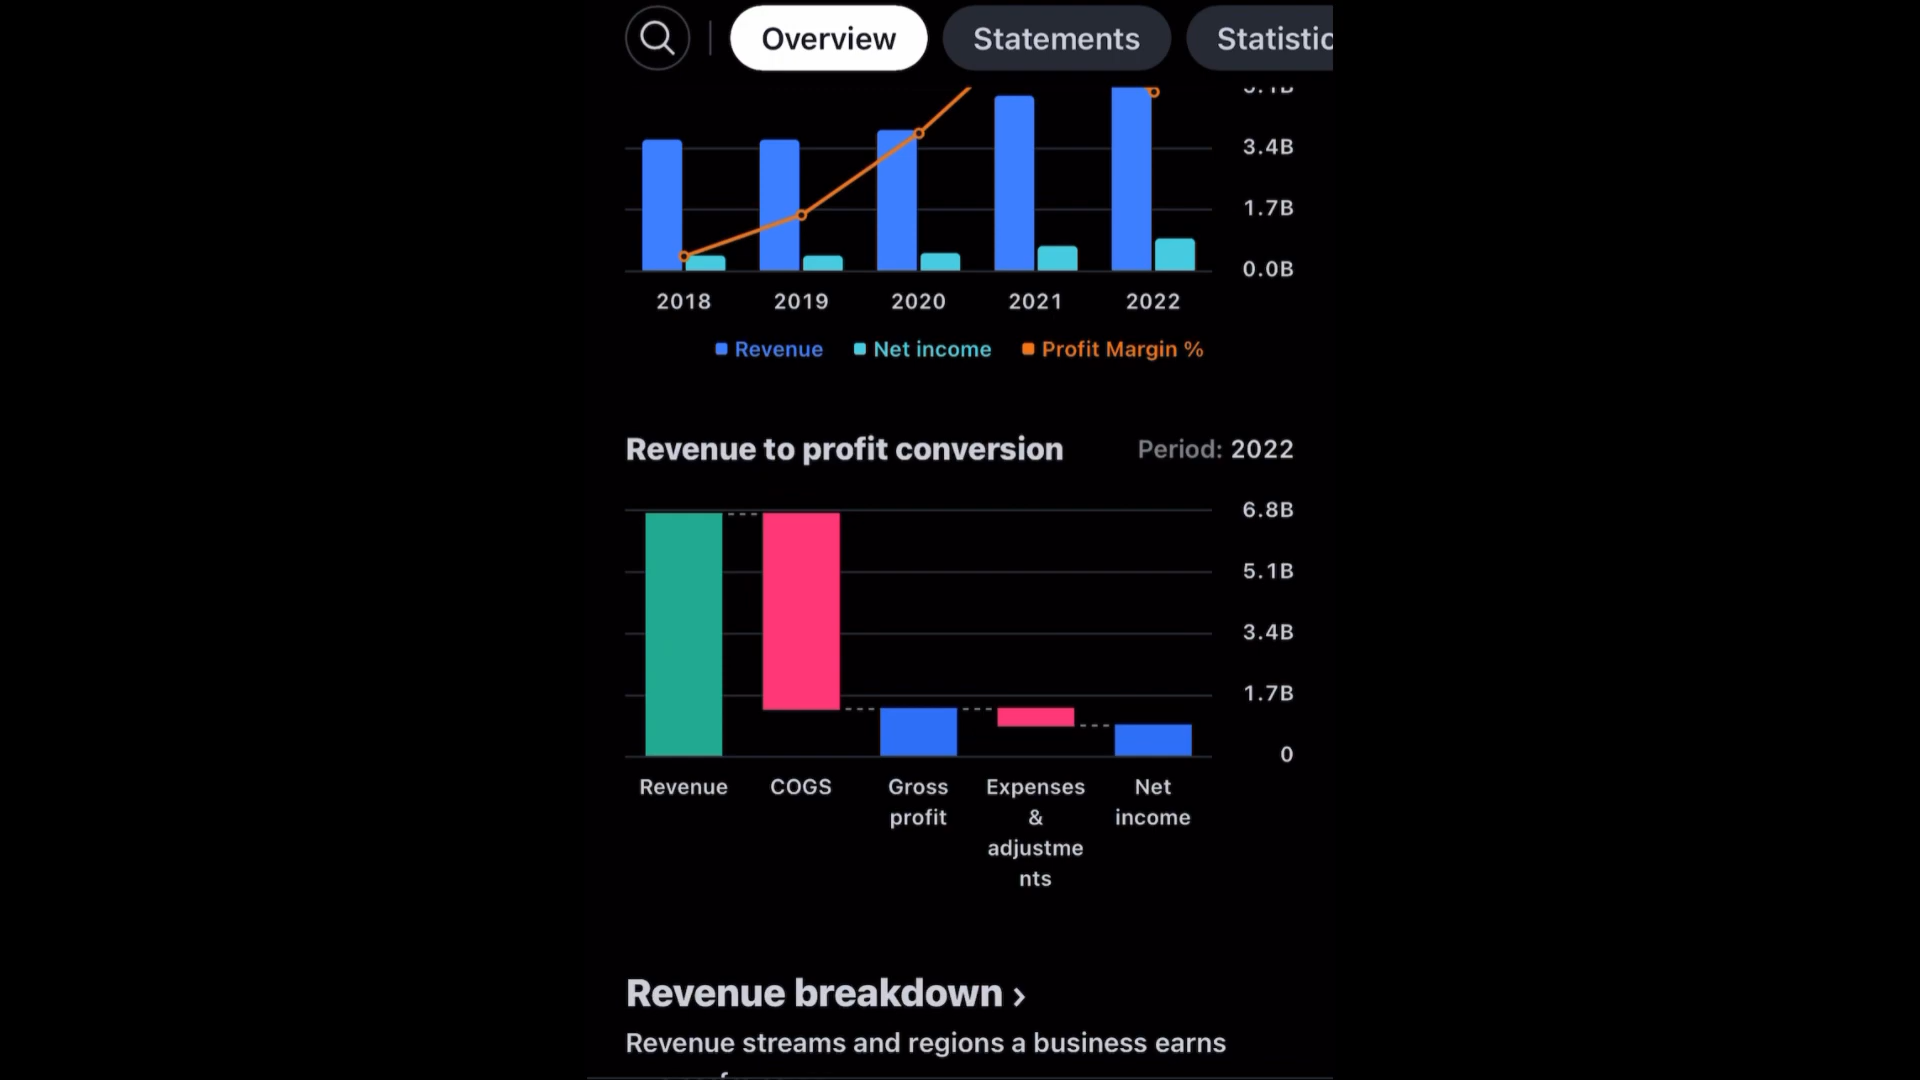 Overview
Statements
Statistic
3.4B
1.7B
0.0B
2018 2019 2020 2021 2022
Revenue Net income Profit Margin %
Revenue to profit conversion
Period: 2022
6.8B
5.1B
3.4B
1.7B
0
Revenue
COGS
Gross
profit
Expenses
&
adjustme
nts
Net
income
Revenue breakdown ›
Revenue streams and regions a business earns